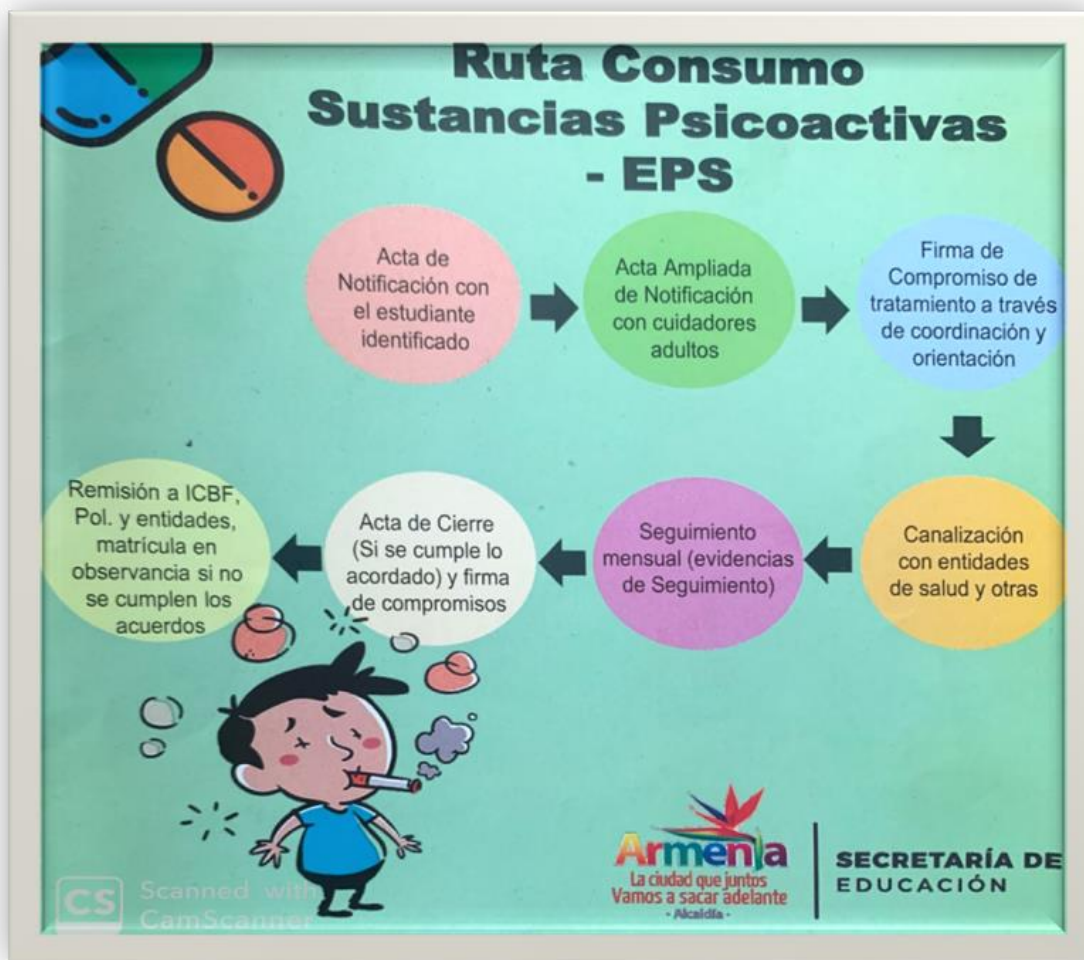 Ruta Consumo
Sustancias Psicoactivas
- EPS
Acta de
Notificación con
el estudiante
identificado
Acta Ampliada
de Notificación
con cuidadores
adultos
Firma de
Compromiso de
tratamiento a través
de coordinación y
orientación
Canalización
con entidades
de salud y otras
Seguimiento
mensual (evidencias
de Seguimiento)
Acta de Cierre
(Si se cumple lo
acordado) y firma
de compromisos
Remisión a ICBF,
Pol. y entidades,
matrícula en
observancia si no
se cumplen los
acuerdos
Armenia
La ciudad que juntos
Vamos a sacar adelante
- Alcaldía -
SECRETARÍA DE
EDUCACIÓN
CS Scanned with
CamScanner